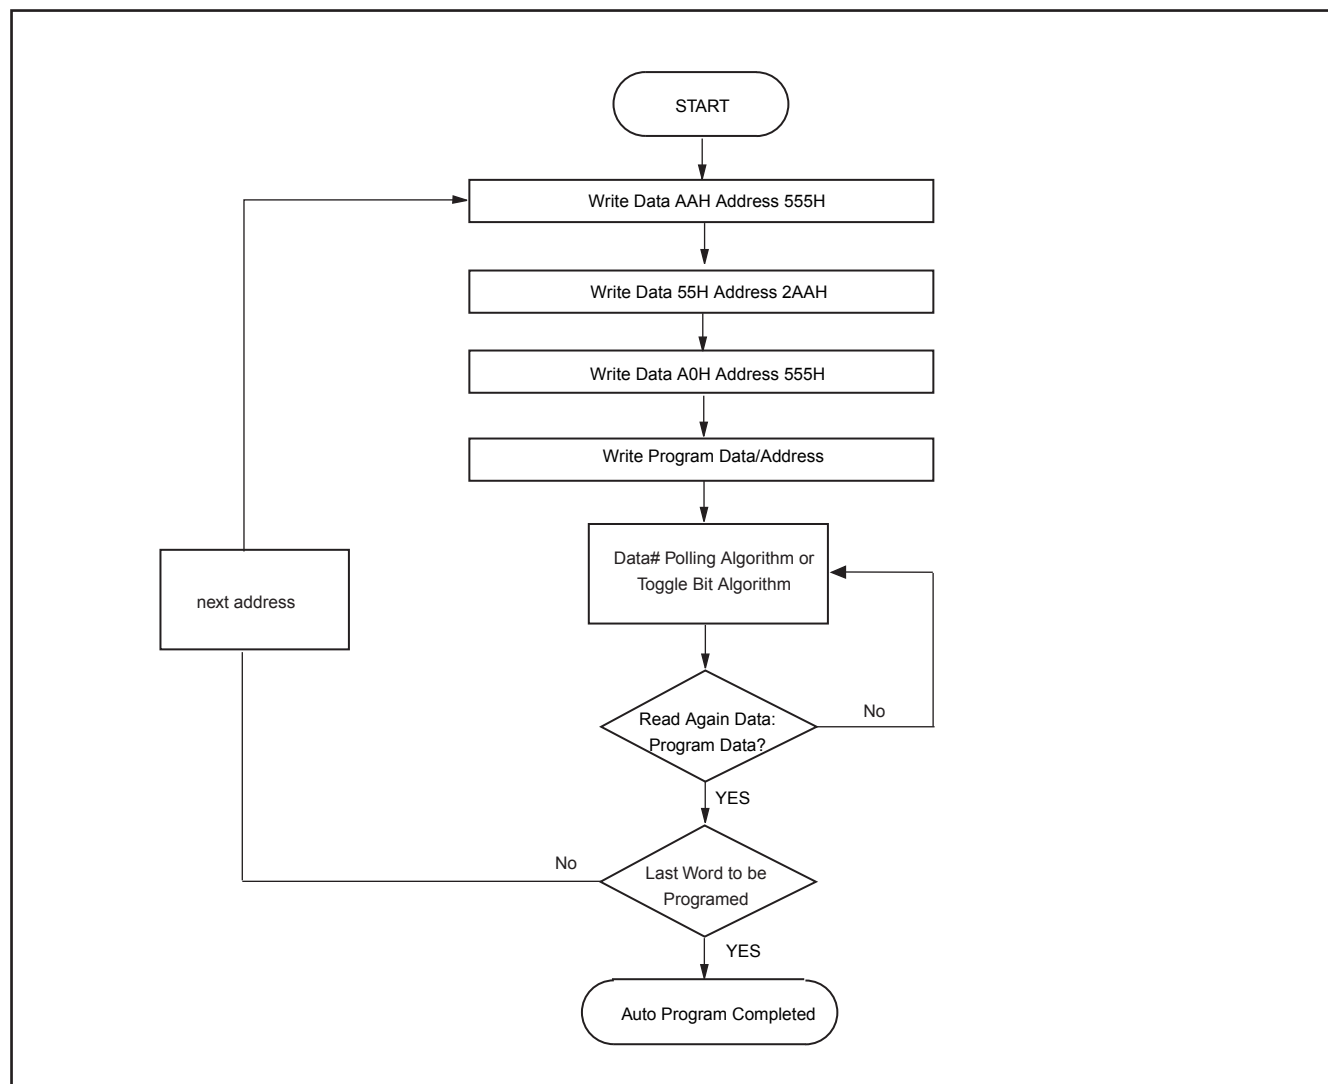 START
Write Data AAH Address 555H
Write Data 55H Address 2AAH
Write Data A0H Address 555H
Write Program Data/Address
Data# Polling Algorithm or
Toggle Bit Algorithm
next address
Read Again Data:
Program Data?
No
YES
No
Last Word to be
Programed
YES
Auto Program Completed